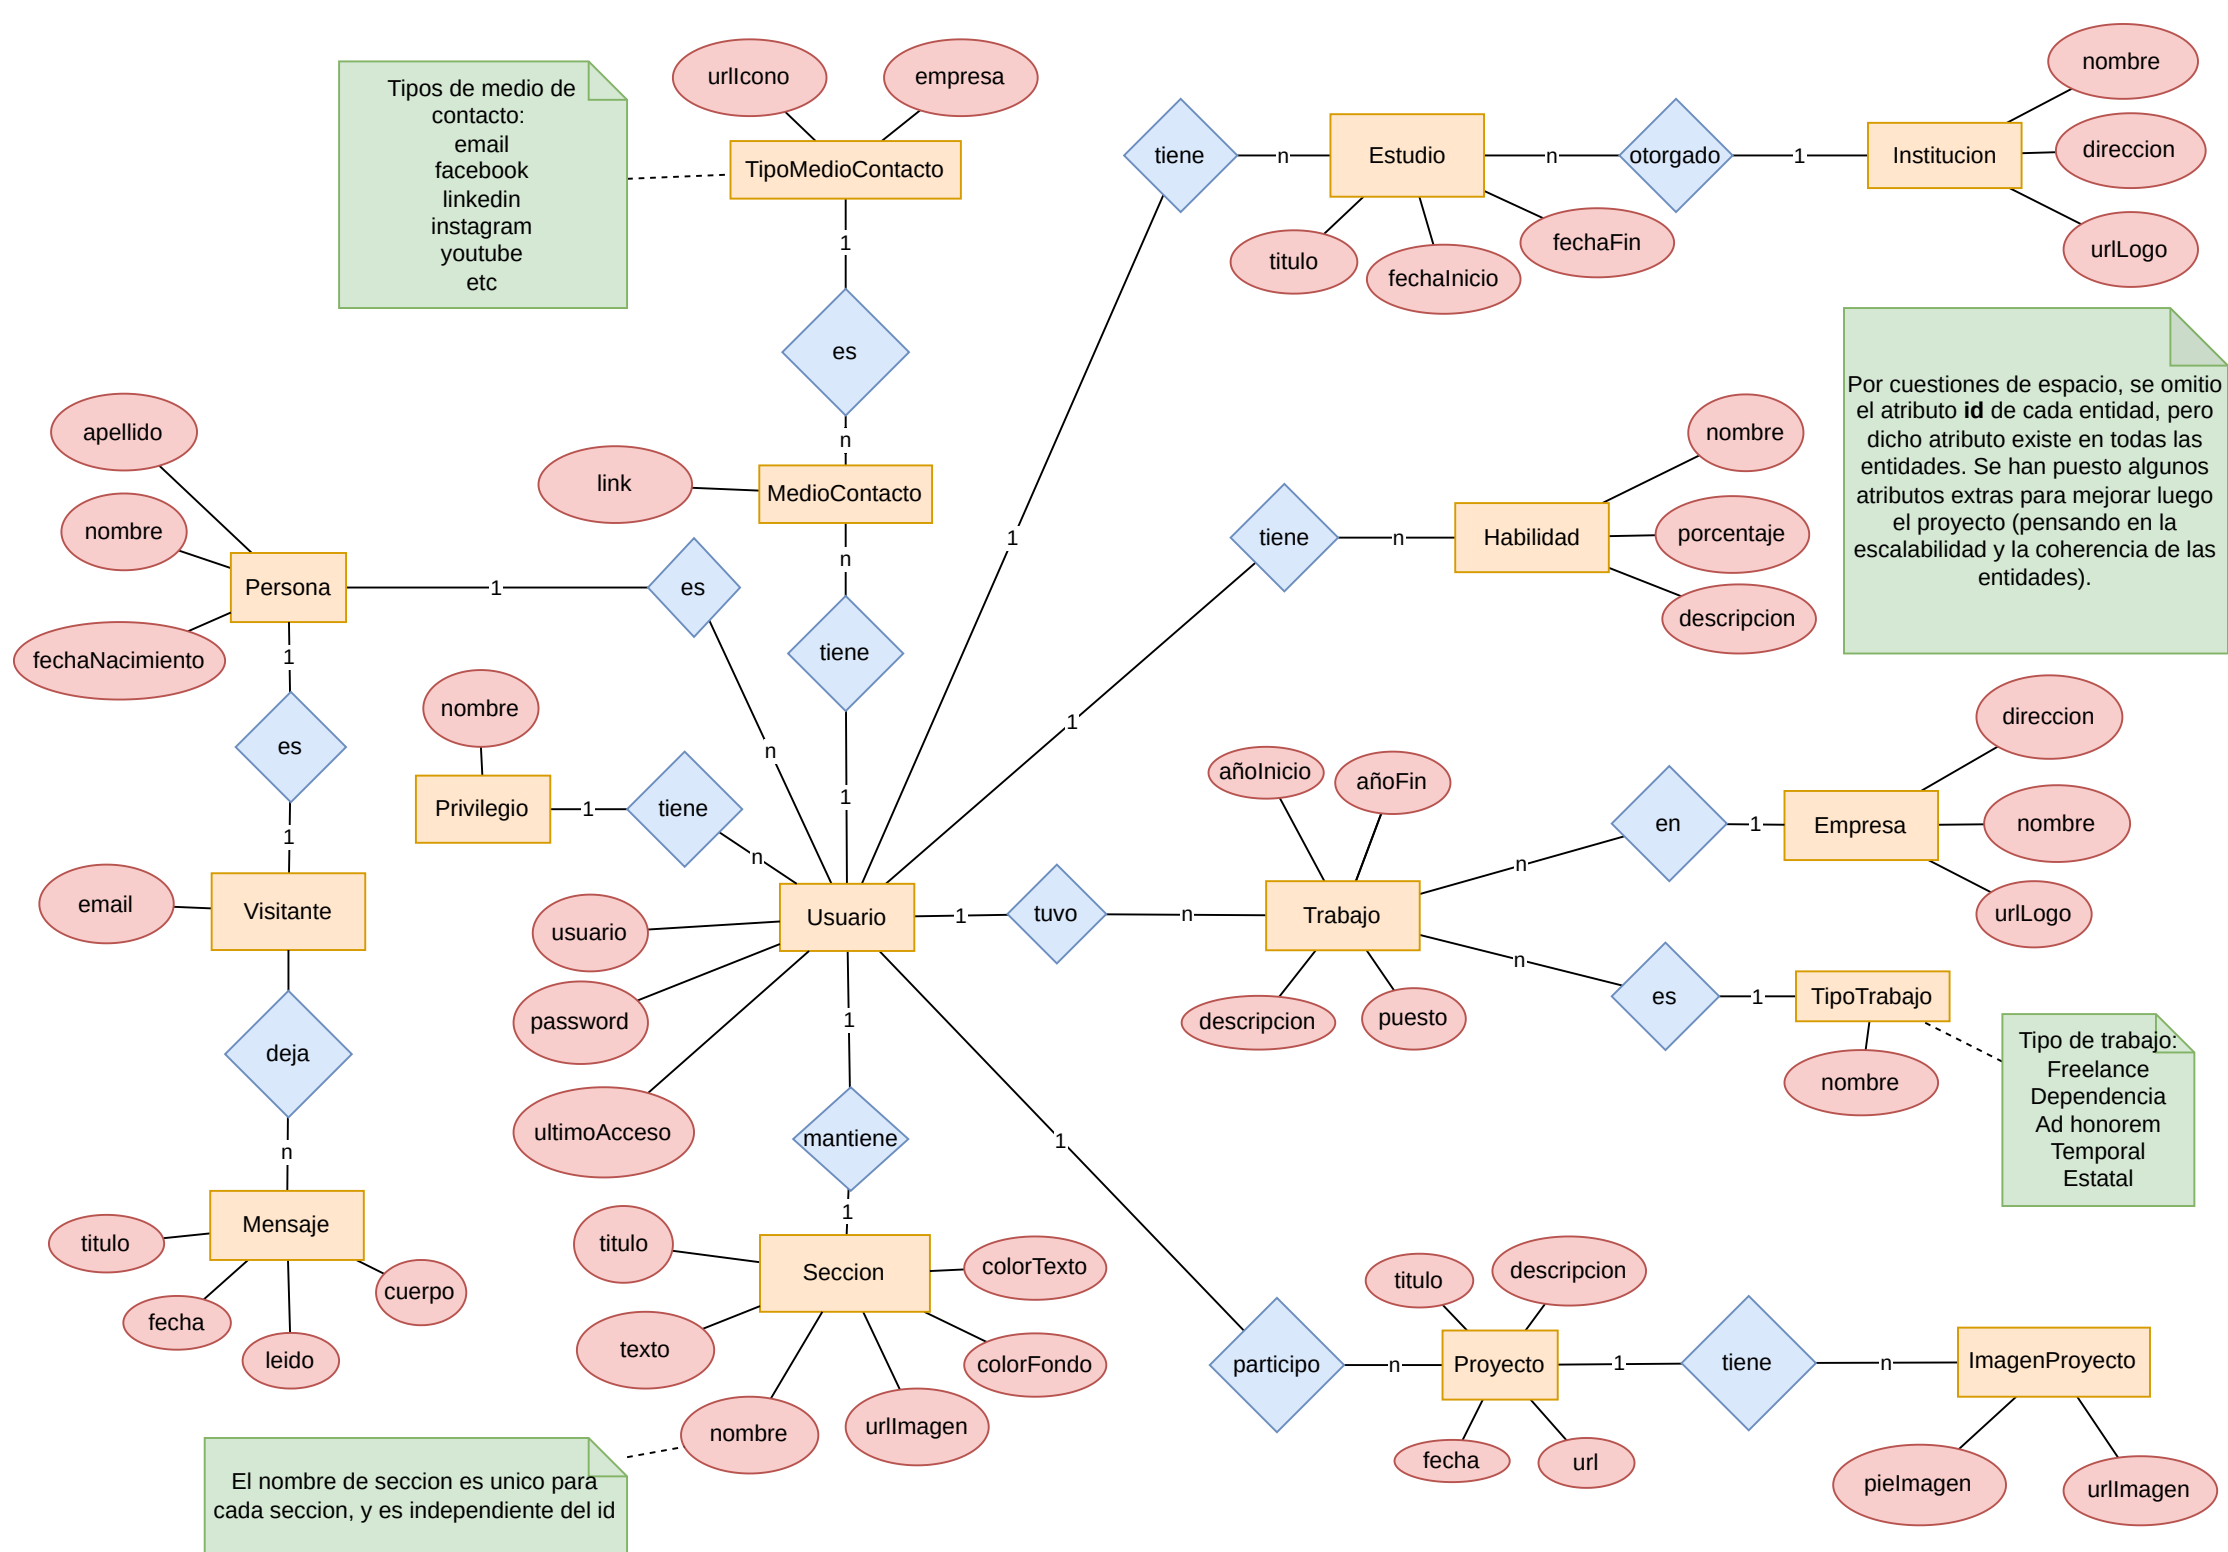 Tipos de medio de
contacto:
email
facebook
linkedin
instagram
youtube
etc
urlIcono
empresa
TipoMedioContacto
1
es
n
link
MedioContacto
n
tiene
1
tiene
n
Estudio
n
otorgado
1
Institucion
nombre
direccion
urlLogo
titulo
fechaInicio
fechaFin
1
Por cuestiones de espacio, se omitio
el atributo id de cada entidad, pero
dicho atributo existe en todas las
entidades. Se han puesto algunos
atributos extras para mejorar luego
el proyecto (pensando en la
escalabilidad y la coherencia de las
entidades).
tiene
n
Habilidad
nombre
porcentaje
descripcion
1
apellido
nombre
fechaNacimiento
Persona
1
es
n
1
es
1
nombre
Privilegio
1
tiene
n
email
Visitante
deja
n
Mensaje
titulo
fecha
leido
cuerpo
Usuario
usuario
password
ultimoAcceso
1
tuvo
n
Trabajo
añoInicio
añoFin
descripcion
puesto
n
en
1
Empresa
direccion
nombre
urlLogo
n
es
1
TipoTrabajo
nombre
Tipo de trabajo:
Freelance
Dependencia
Ad honorem
Temporal
Estatal
1
mantiene
1
Seccion
titulo
texto
nombre
urlImagen
colorFondo
colorTexto
El nombre de seccion es unico para
cada seccion, y es independiente del id
1
participo
n
Proyecto
titulo
descripcion
fecha
url
1
tiene
n
ImagenProyecto
pieImagen
urlImagen